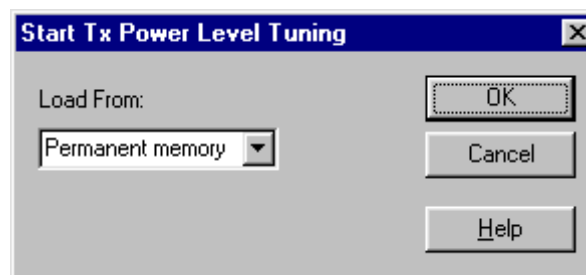 Start Tx Power Level Tuning
Load From:
Permanent memory
OK
Cancel
Help